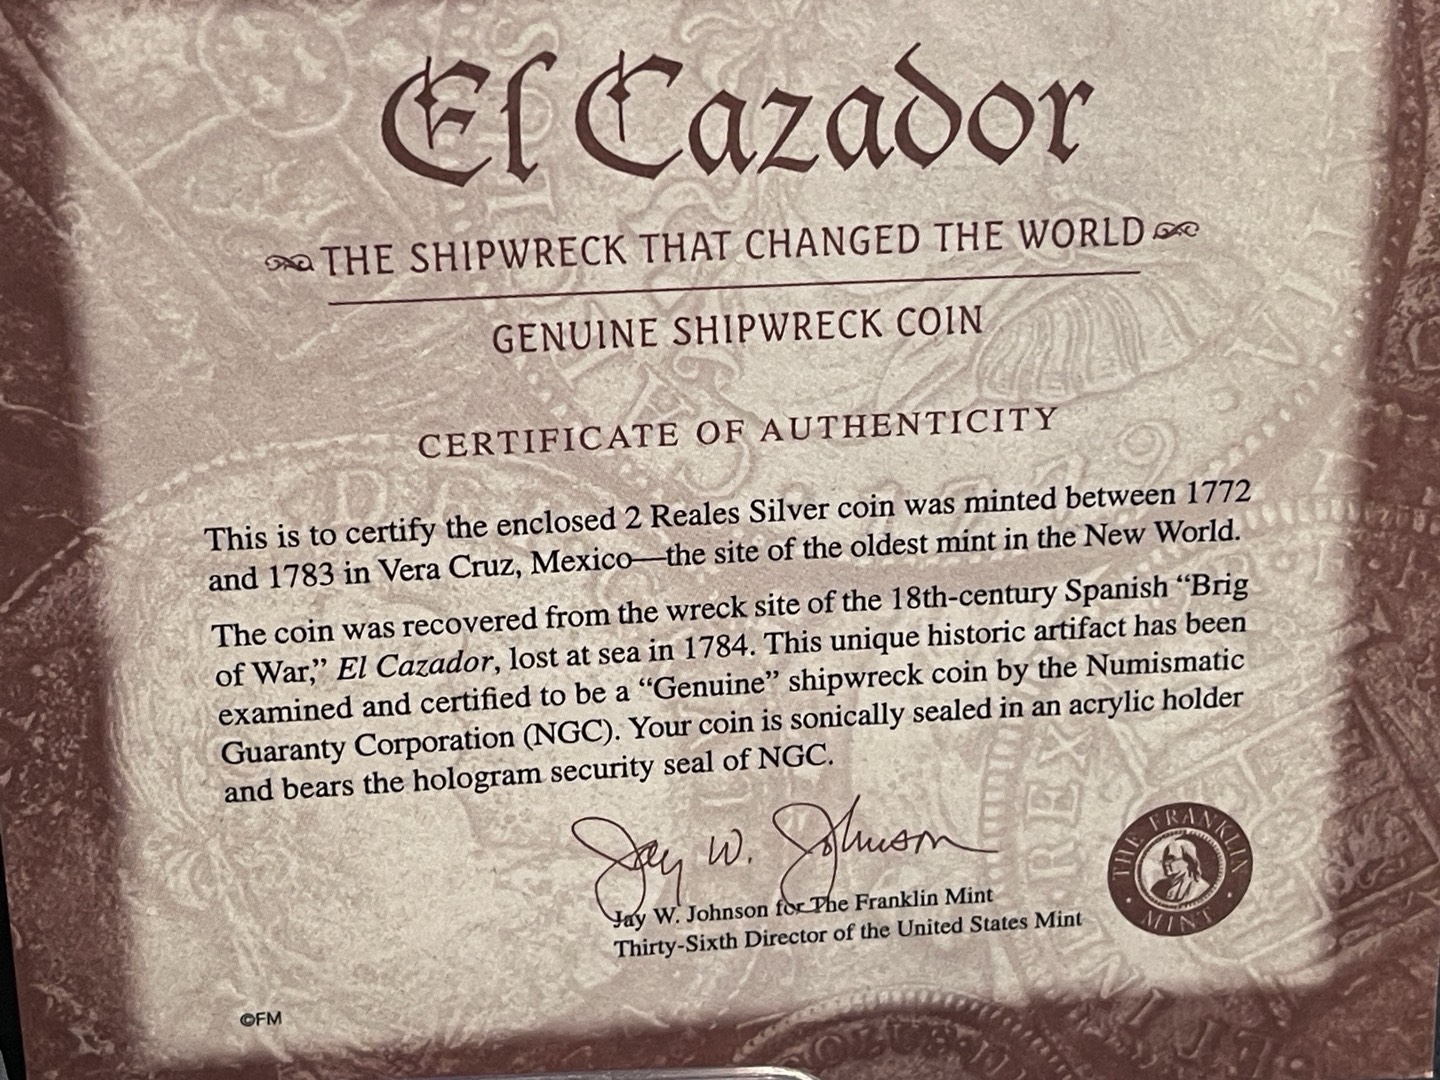 El Cazador
THE SHIPWRECK THAT CHANGED THE WORLD
GENUINE SHIPWRECK COIN
CERTIFICATE OF AUTHENTICITY
This is to certify the enclosed 2 Reales Silver coin was minted between 1772
and 1783 in Vera Cruz, Mexico—the site of the oldest mint in the New World.
The coin was recovered from the wreck site of the 18th-century Spanish “Brig
of War,” El Cazador, lost at sea in 1784. This unique historic artifact has been
examined and certified to be a “Genuine” shipwreck coin by the Numismatic
Guaranty Corporation (NGC). Your coin is sonically sealed in an acrylic holder
and bears the hologram security seal of NGC.
Jay W. Johnson
Jay W. Johnson for The Franklin Mint
Thirty-Sixth Director of the United States Mint
THE FRANKLIN MINT
©FM
REX